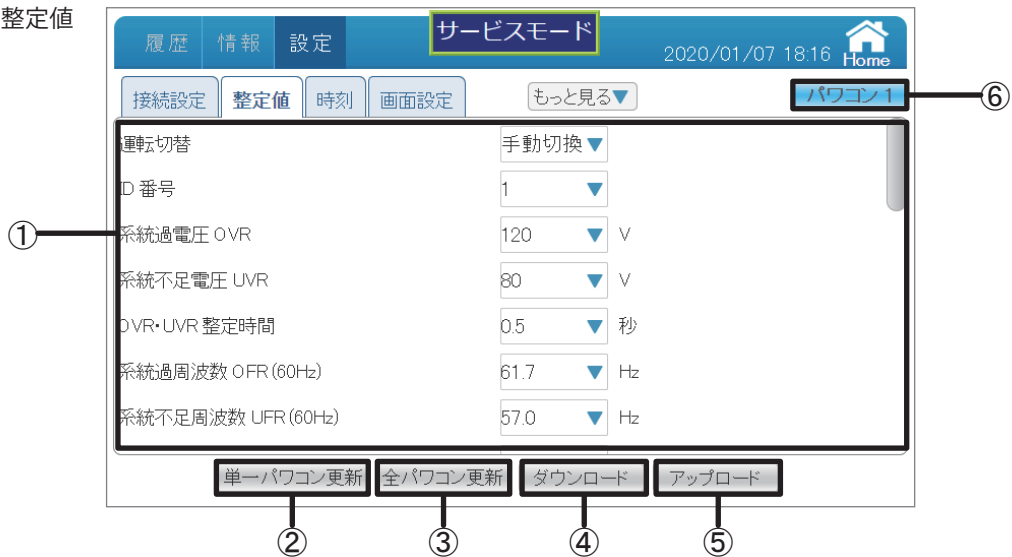 整定値
履歴 情報 設定 サービスモード 2020/01/07 18:16 Home
接続設定 整定値 時刻 画面設定 もっと見る▼ パワコン 1 ⑥
運転切替 手動切換 ▼
ID 番号 1 ▼
① 系統過電圧 OVR 120 ▼ V
系統不足電圧 UVR 80 ▼ V
OVR・UVR 整定時間 0.5 ▼ 秒
系統過周波数 OFR(60Hz) 61.7 ▼ Hz
系統不足周波数 UFR(60Hz) 57.0 ▼ Hz
単一パワコン更新 全パワコン更新 ダウンロード アップロード
② ③ ④ ⑤